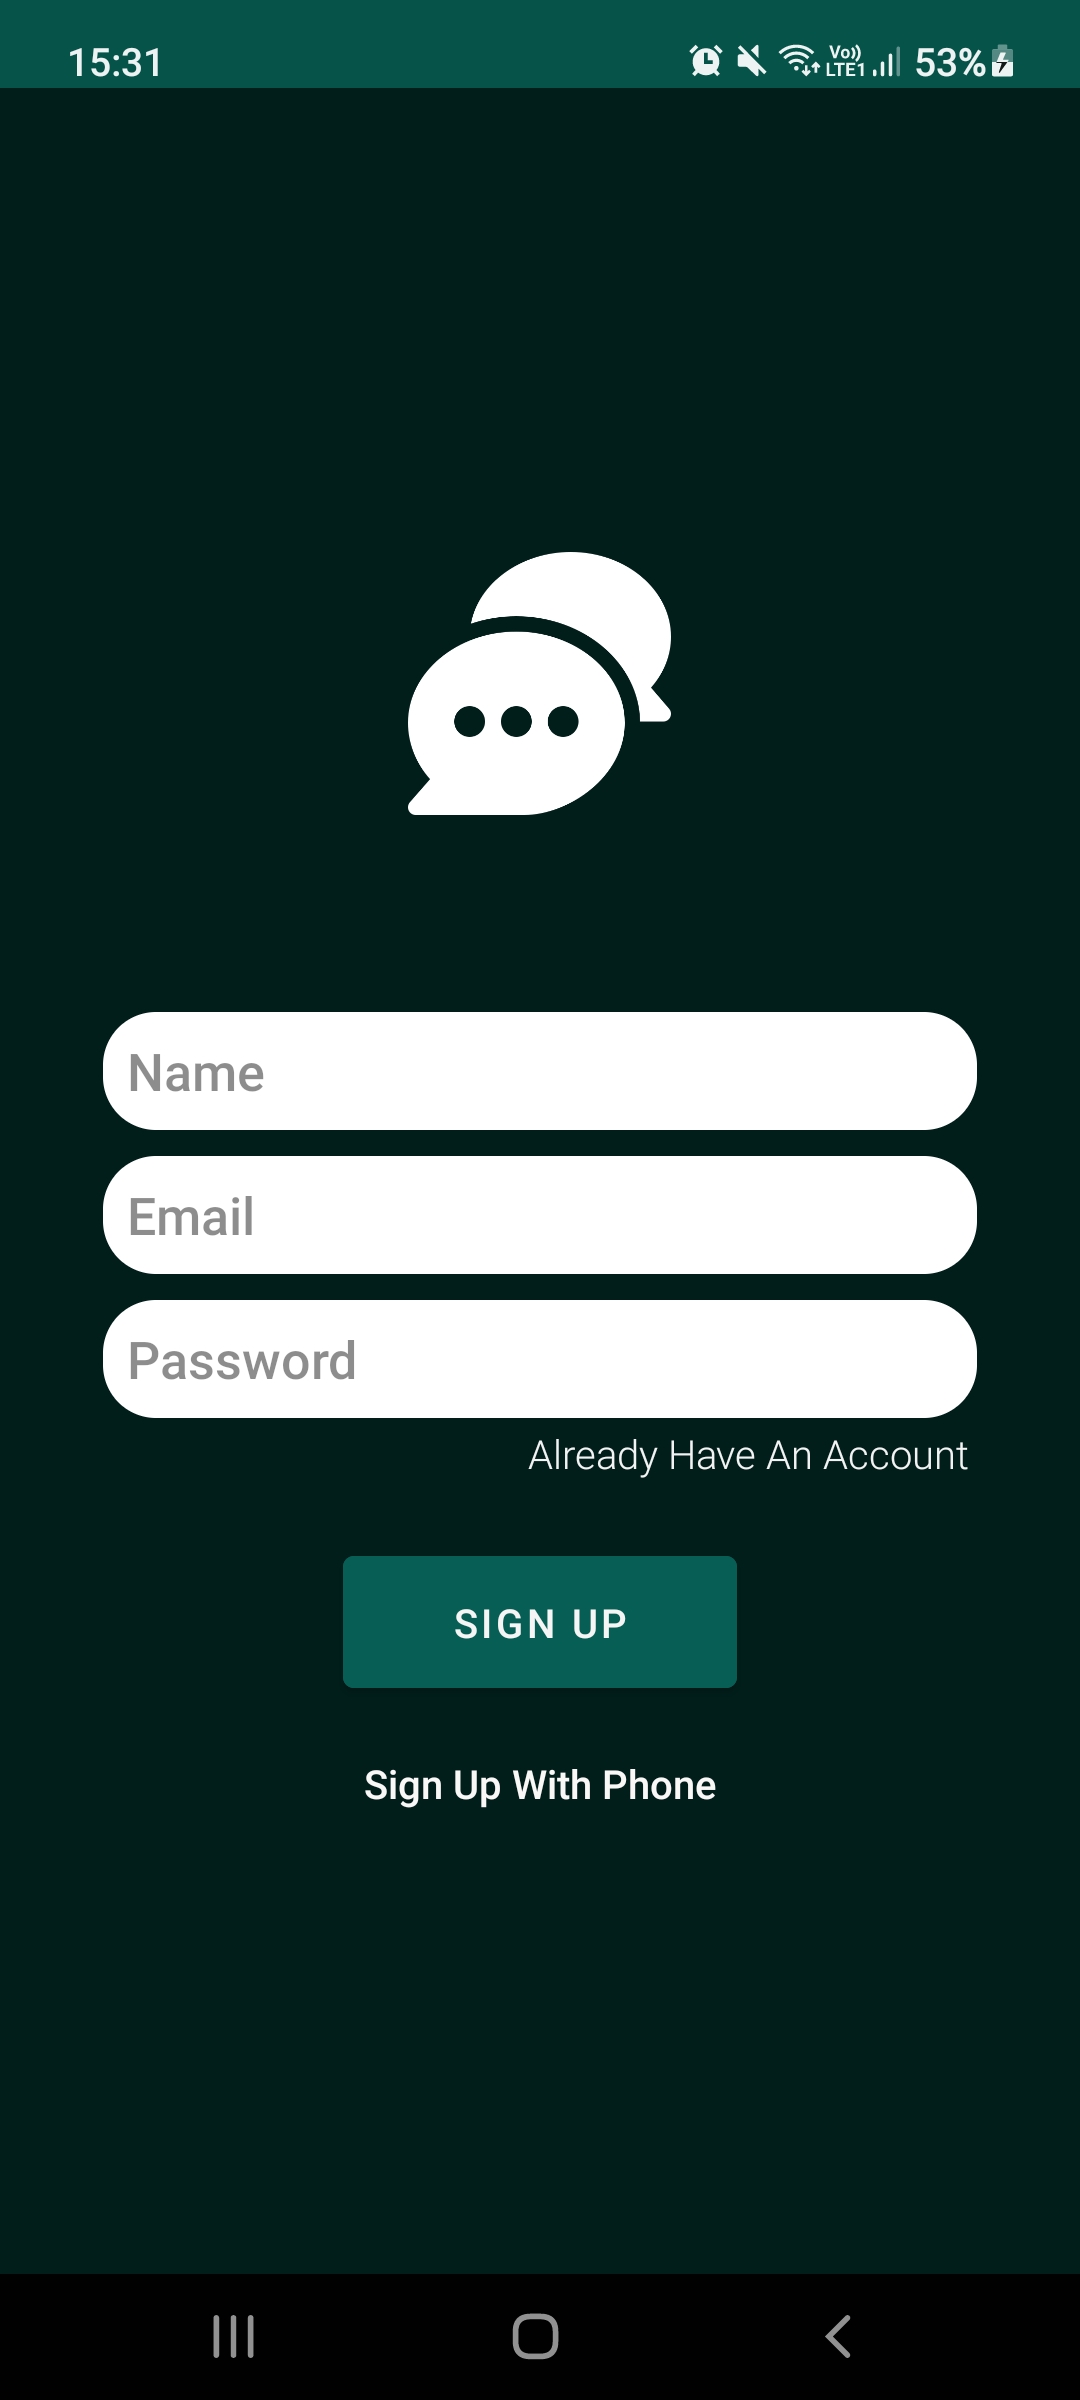 15:31 Vo)) LTE1 53%
Name
Email
Password
Already Have An Account
SIGN UP
Sign Up With Phone